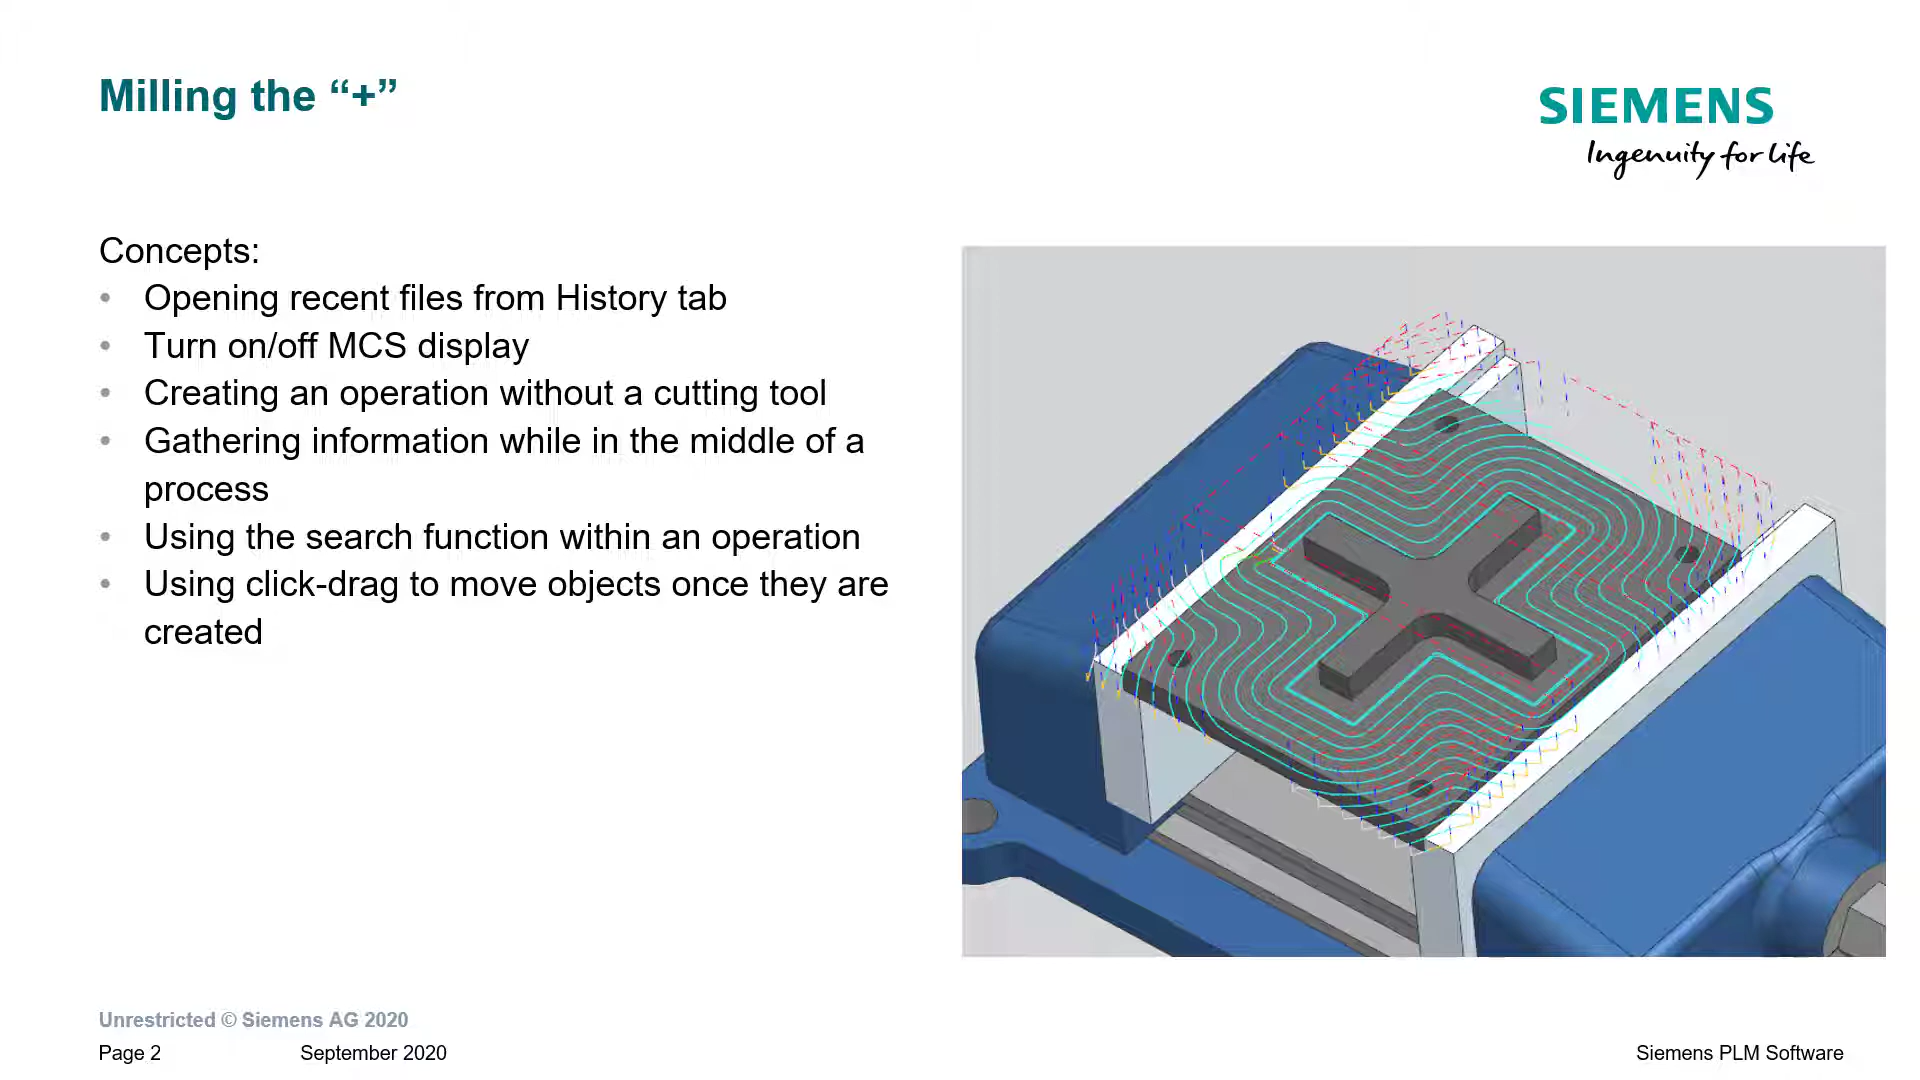 Milling the “+”
SIEMENS
Ingenuity for life
Concepts:
• Opening recent files from History tab
• Turn on/off MCS display
• Creating an operation without a cutting tool
• Gathering information while in the middle of a
process
• Using the search function within an operation
• Using click-drag to move objects once they are
created
Unrestricted © Siemens AG 2020
Page 2 September 2020 Siemens PLM Software